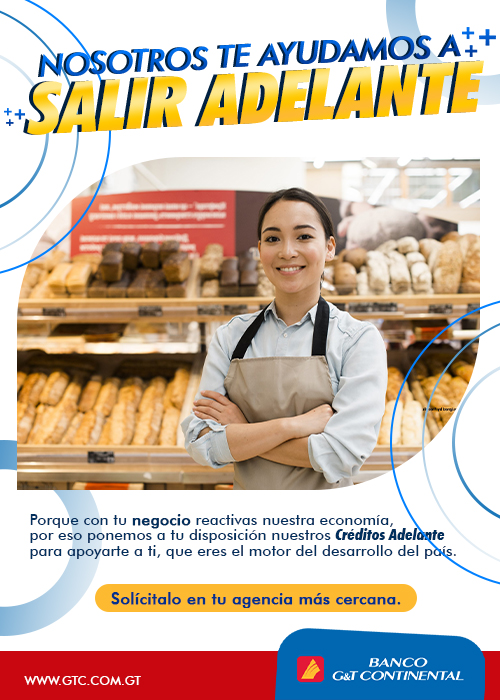 NOSOTROS TE AYUDAMOS A
SALIR ADELANTE
Porque con tu negocio reactivas nuestra economía,
por eso ponemos a tu disposición nuestros Créditos Adelante
para apoyarte a ti, que eres el motor del desarrollo del país.
Solícitalo en tu agencia más cercana.
WWW.GTC.COM.GT
BANCO
G&T CONTINENTAL